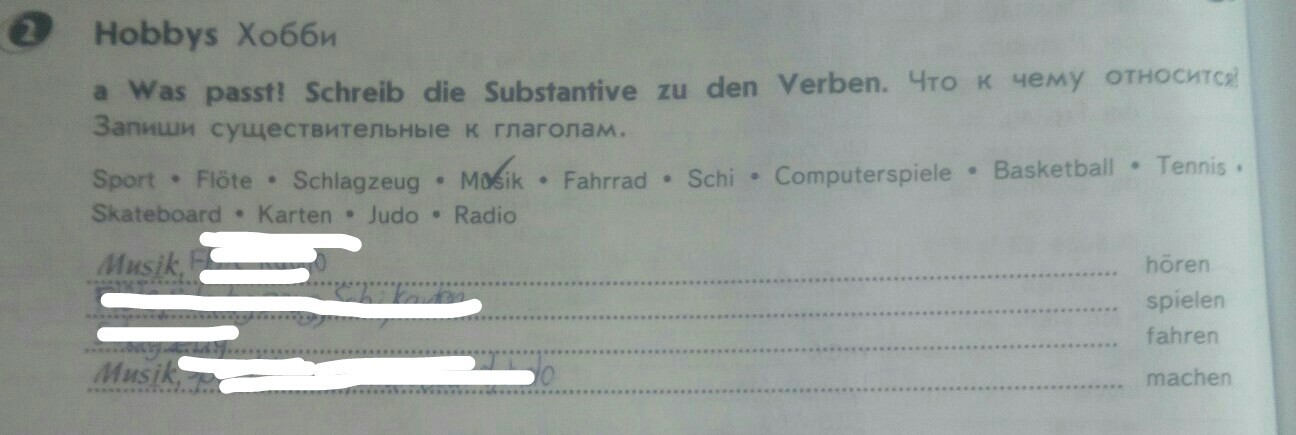 2 Hobbys Хобби
a Was passt? Schreib die Substantive zu den Verben. Что к чему относится?
Запиши существительные к глаголам.
Sport • Flöte • Schlagzeug • Musik • Fahrrad • Schi • Computerspiele • Basketball • Tennis •
Skateboard • Karten • Judo • Radio
Musik, hören
spielen
fahren
Musik, machen